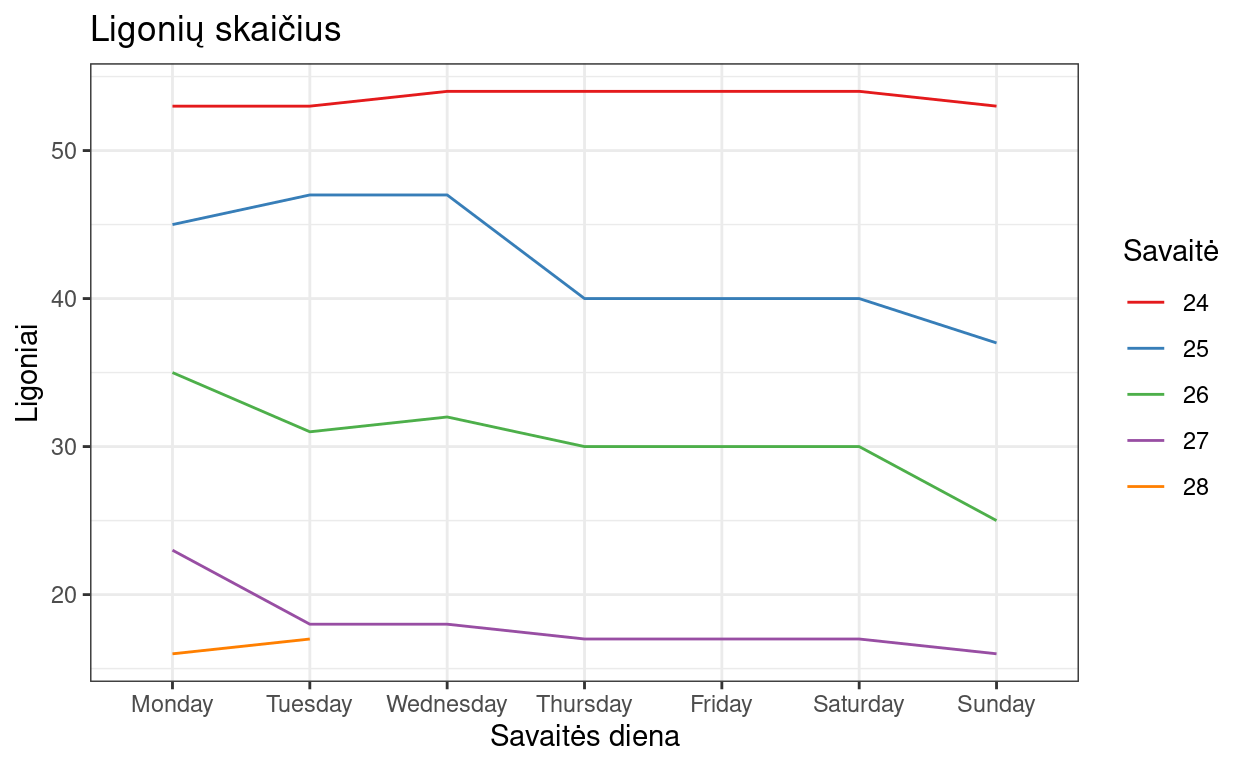 Ligonių skaičius
Ligoniai
50
40
30
20
Monday Tuesday Wednesday Thursday Friday Saturday Sunday
Savaitės diena
Savaitė
24
25
26
27
28